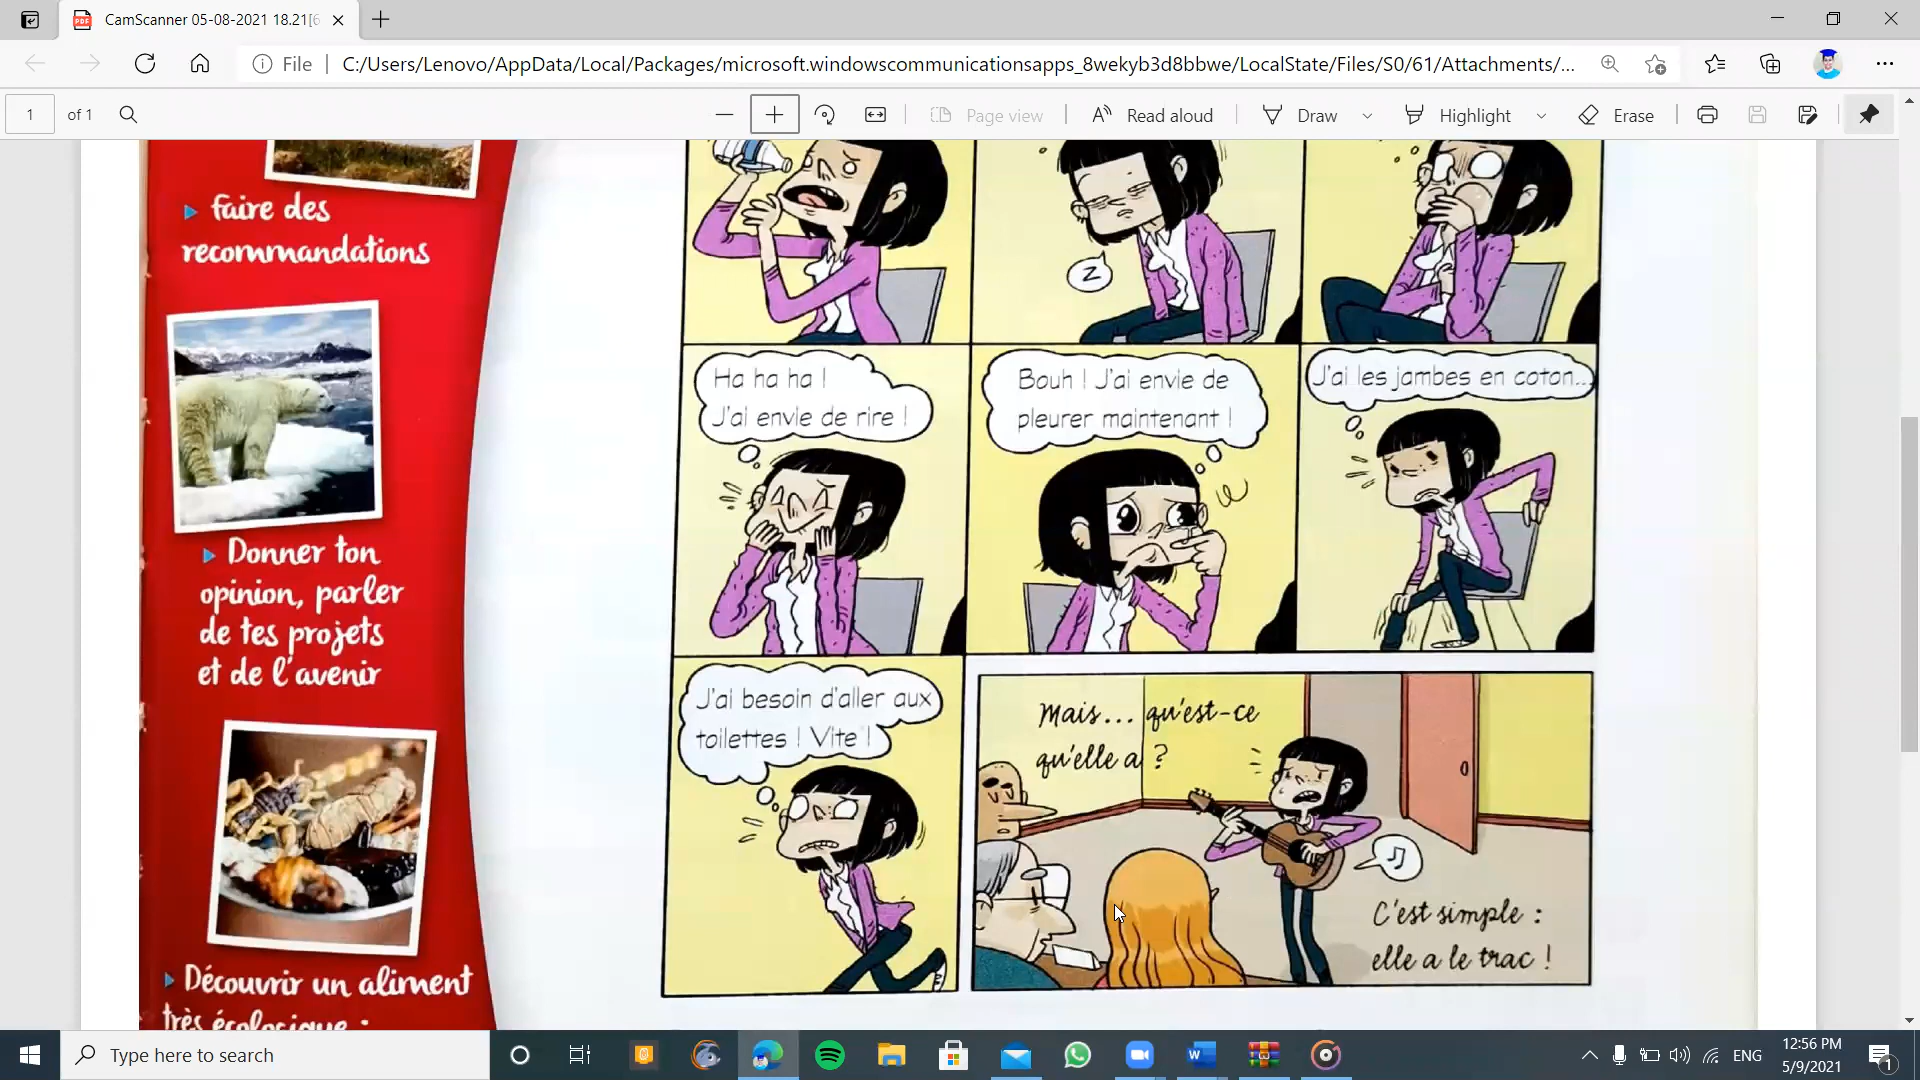 CamScanner 05-08-2021 18.21[6
File
C:/Users/Lenovo/AppData/Local/Packages/microsoft.windowscommunicationsapps_8wekyb3d8bbwe/LocalState/Files/S0/61/Attachments/...
1 of 1
Page view
Read aloud
Draw
Highlight
Erase
faire des
recommandations
Donner ton
opinion, parler
de tes projets
et de l'avenir
Découvrir un aliment
très écologique :
z
Ha ha ha !
J'ai envie de rire !
Bouh ! J'ai envie de
pleurer maintenant !
J'ai les jambes en coton...
J'ai besoin d'aller aux
toilettes ! Vite !
Mais... qu'est-ce
qu'elle a ?
C'est simple :
elle a le trac !
Type here to search
ENG
12:56 PM
5/9/2021
1